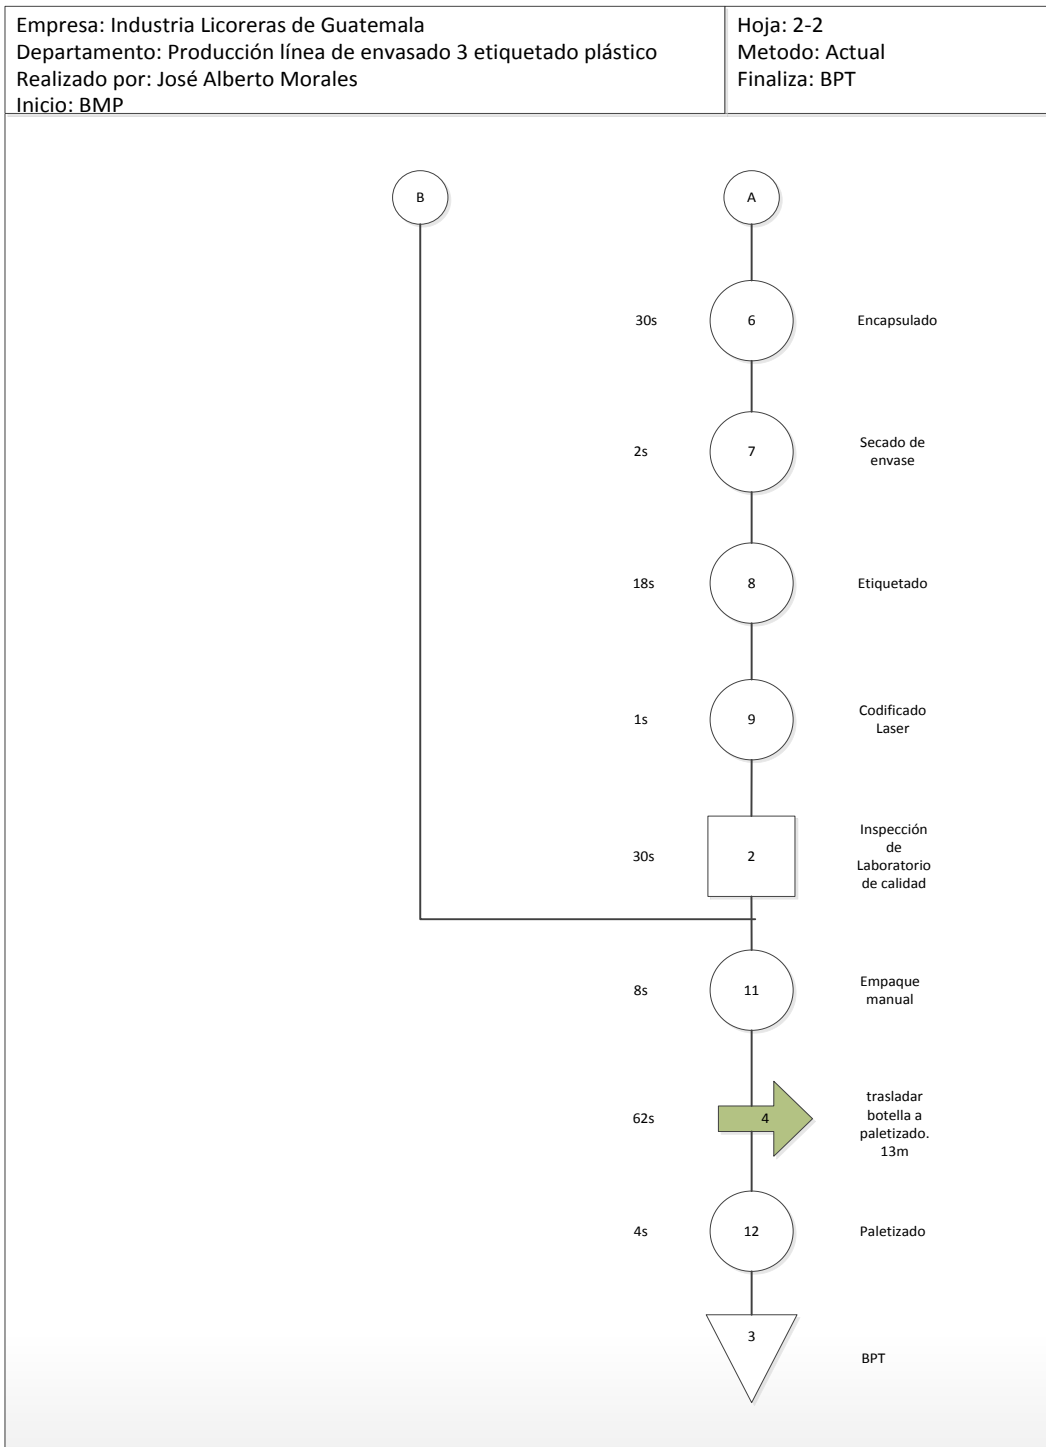 Empresa: Industria Licoreras de Guatemala
Departamento: Producción línea de envasado 3 etiquetado plástico
Realizado por: José Alberto Morales
Inicio: BMP
Hoja: 2-2
Metodo: Actual
Finaliza: BPT
B
A
30s
6
Encapsulado
2s
7
Secado de
envase
18s
8
Etiquetado
1s
9
Codificado
Laser
30s
2
Inspección
de
Laboratorio
de calidad
8s
11
Empaque
manual
62s
4
trasladar
botella a
paletizado.
13m
4s
12
Paletizado
3
BPT